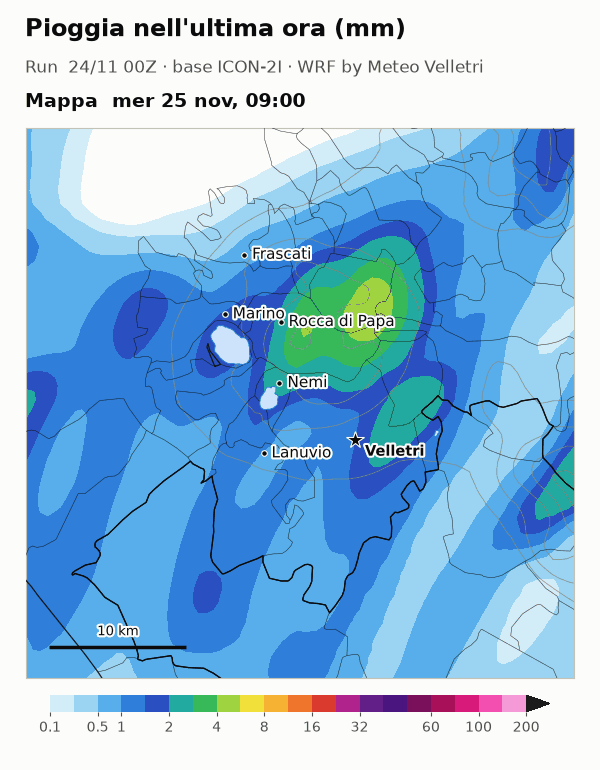 Pioggia nell'ultima ora (mm)
Run  24/11 00Z · base ICON-2I · WRF by Meteo Velletri
Mappa  mer 25 nov, 09:00
Frascati
Marino
Rocca di Papa
Nemi
Lanuvio
Velletri
10 km
0.1 0.5 1 2 4 8 16 32 60 100 200